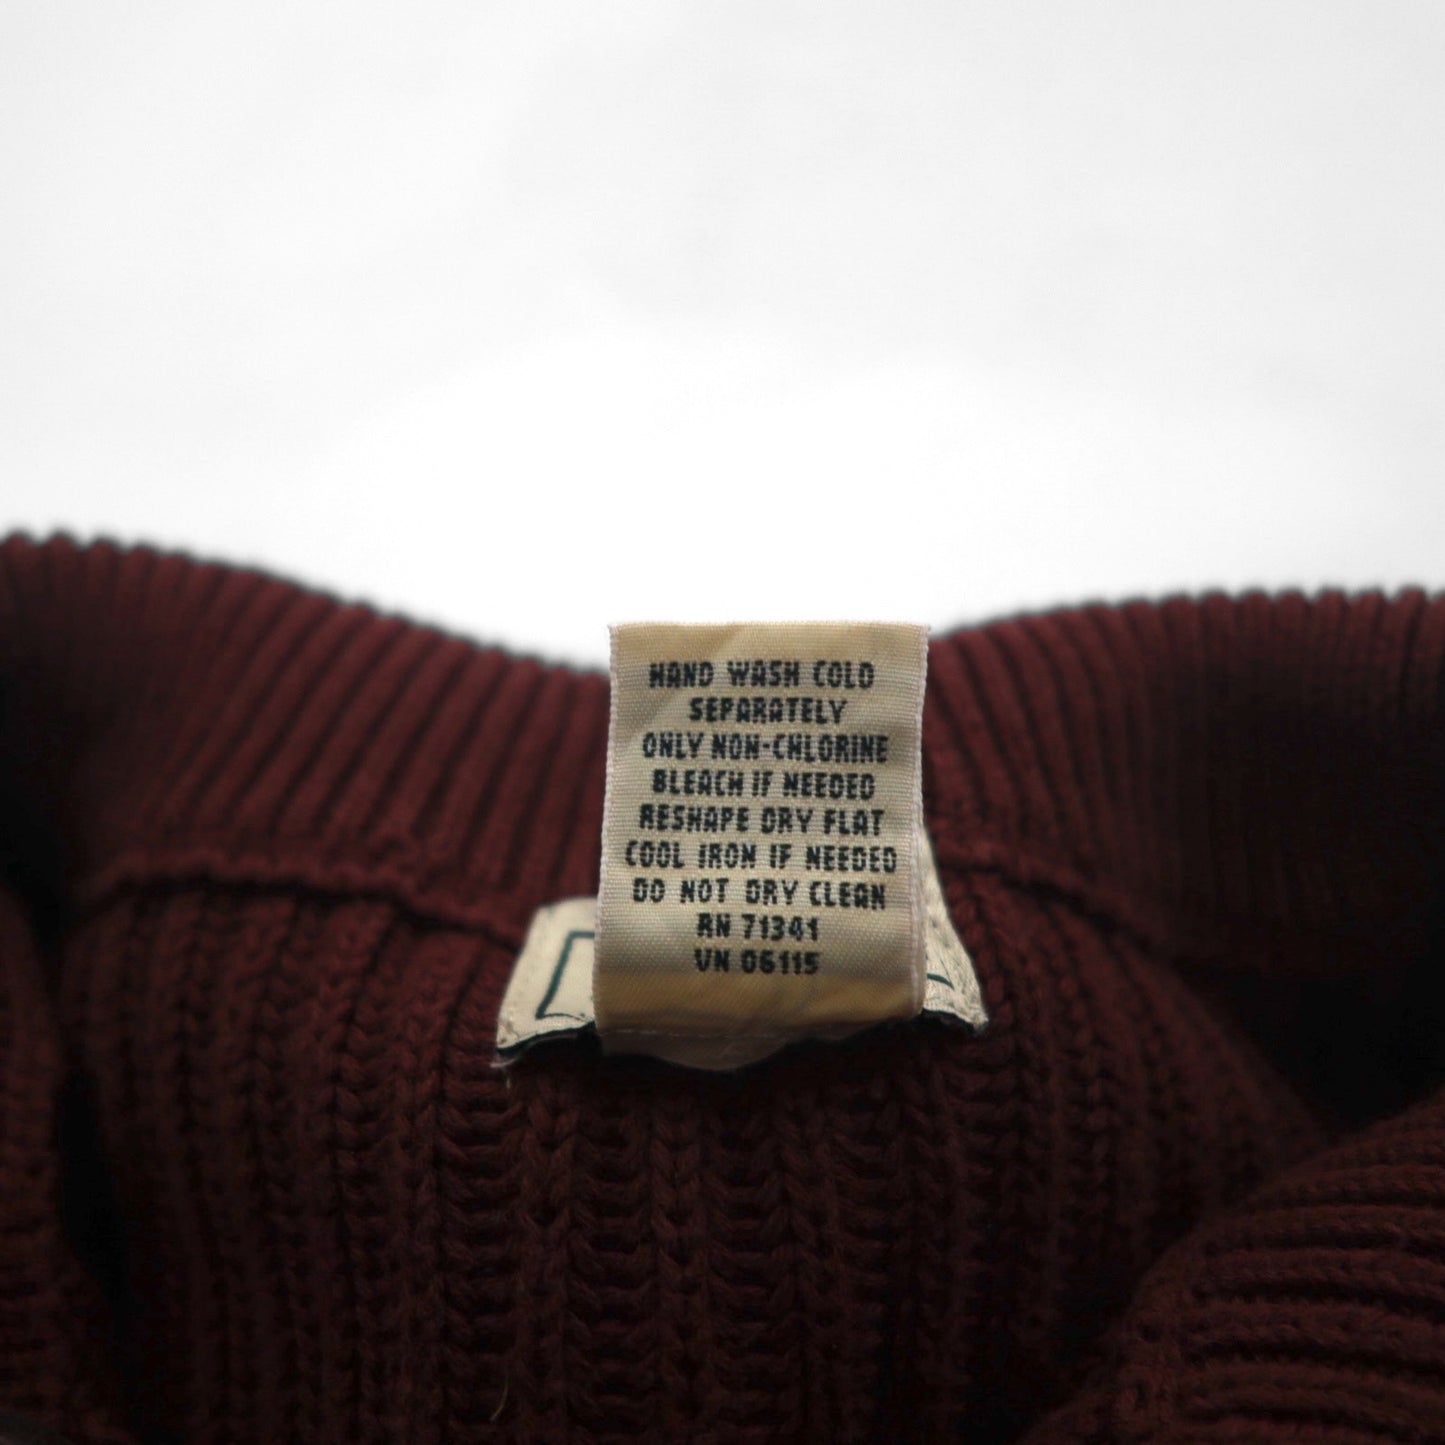 HAND WASH COLD
SEPARATELY
ONLY NON-CHLORINE
BLEACH IF NEEDED
RESHAPE DRY FLAT
COOL IRON IF NEEDED
DO NOT DRY CLEAN
RN 71341
VN 06115